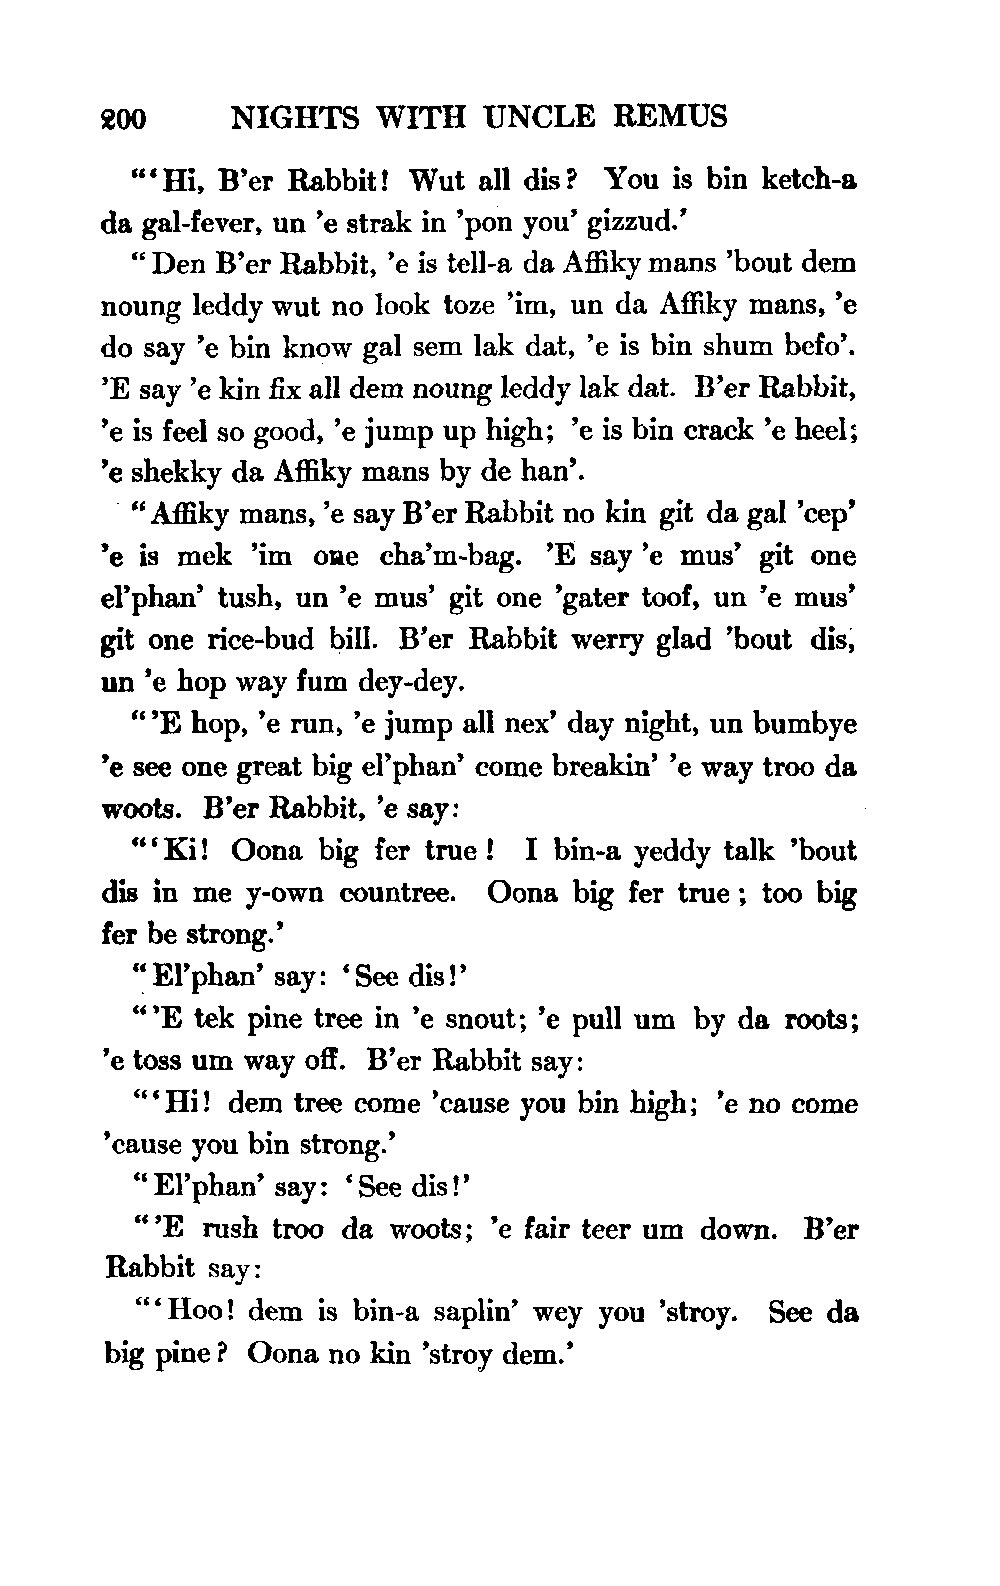 200 NIGHTS WITH UNCLE REMUS
"'Hi, B'er Rabbit! Wut all dis? You is bin ketch-a
da gal-fever, un 'e strak in 'pon you' gizzud.'
"Den B'er Rabbit, 'e is tell-a da Affiky mans 'bout dem
noung leddy wut no look toze 'im, un da Affiky mans, 'e
do say 'e bin know gal sem lak dat, 'e is bin shum befo'.
'E say 'e kin fix all dem noung leddy lak dat. B'er Rabbit,
'e is feel so good, 'e jump up high; 'e is bin crack 'e heel;
'e shekky da Affiky mans by de han'.
"Affiky mans, 'e say B'er Rabbit no kin git da gal 'cep'
'e is mek 'im one cha'm-bag. 'E say 'e mus' git one
el'phan' tush, un 'e mus' git one 'gater toof, un 'e mus'
git one rice-bud bill. B'er Rabbit werry glad 'bout dis,
un 'e hop way fum dey-dey.
"'E hop, 'e run, 'e jump all nex' day night, un bumbye
'e see one great big el'phan' come breakin' 'e way troo da
woots. B'er Rabbit, 'e say:
"'Ki! Oona big fer true! I bin-a yeddy talk 'bout
dis in me y-own countree. Oona big fer true; too big
fer be strong.'
"El'phan' say: 'See dis!'
"'E tek pine tree in 'e snout; 'e pull um by da roots;
'e toss um way off. B'er Rabbit say:
"'Hi! dem tree come 'cause you bin high; 'e no come
'cause you bin strong.'
"El'phan' say: 'See dis!'
"'E rush troo da woots; 'e fair teer um down. B'er
Rabbit say:
"'Hoo! dem is bin-a saplin' wey you 'stroy. See da
big pine? Oona no kin 'stroy dem.'